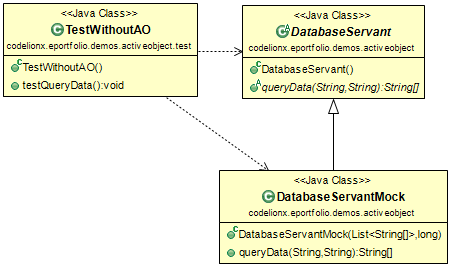 <<Java Class>>
TestWithoutAO
codelionx.eportfolio.demos.activeobject.test
TestWithoutAO()
testQueryData():void
<<Java Class>>
DatabaseServant
codelionx.eportfolio.demos.activeobject
DatabaseServant()
queryData(String,String):String[]
<<Java Class>>
DatabaseServantMock
codelionx.eportfolio.demos.activeobject
DatabaseServantMock(List<String[]>,long)
queryData(String,String):String[]